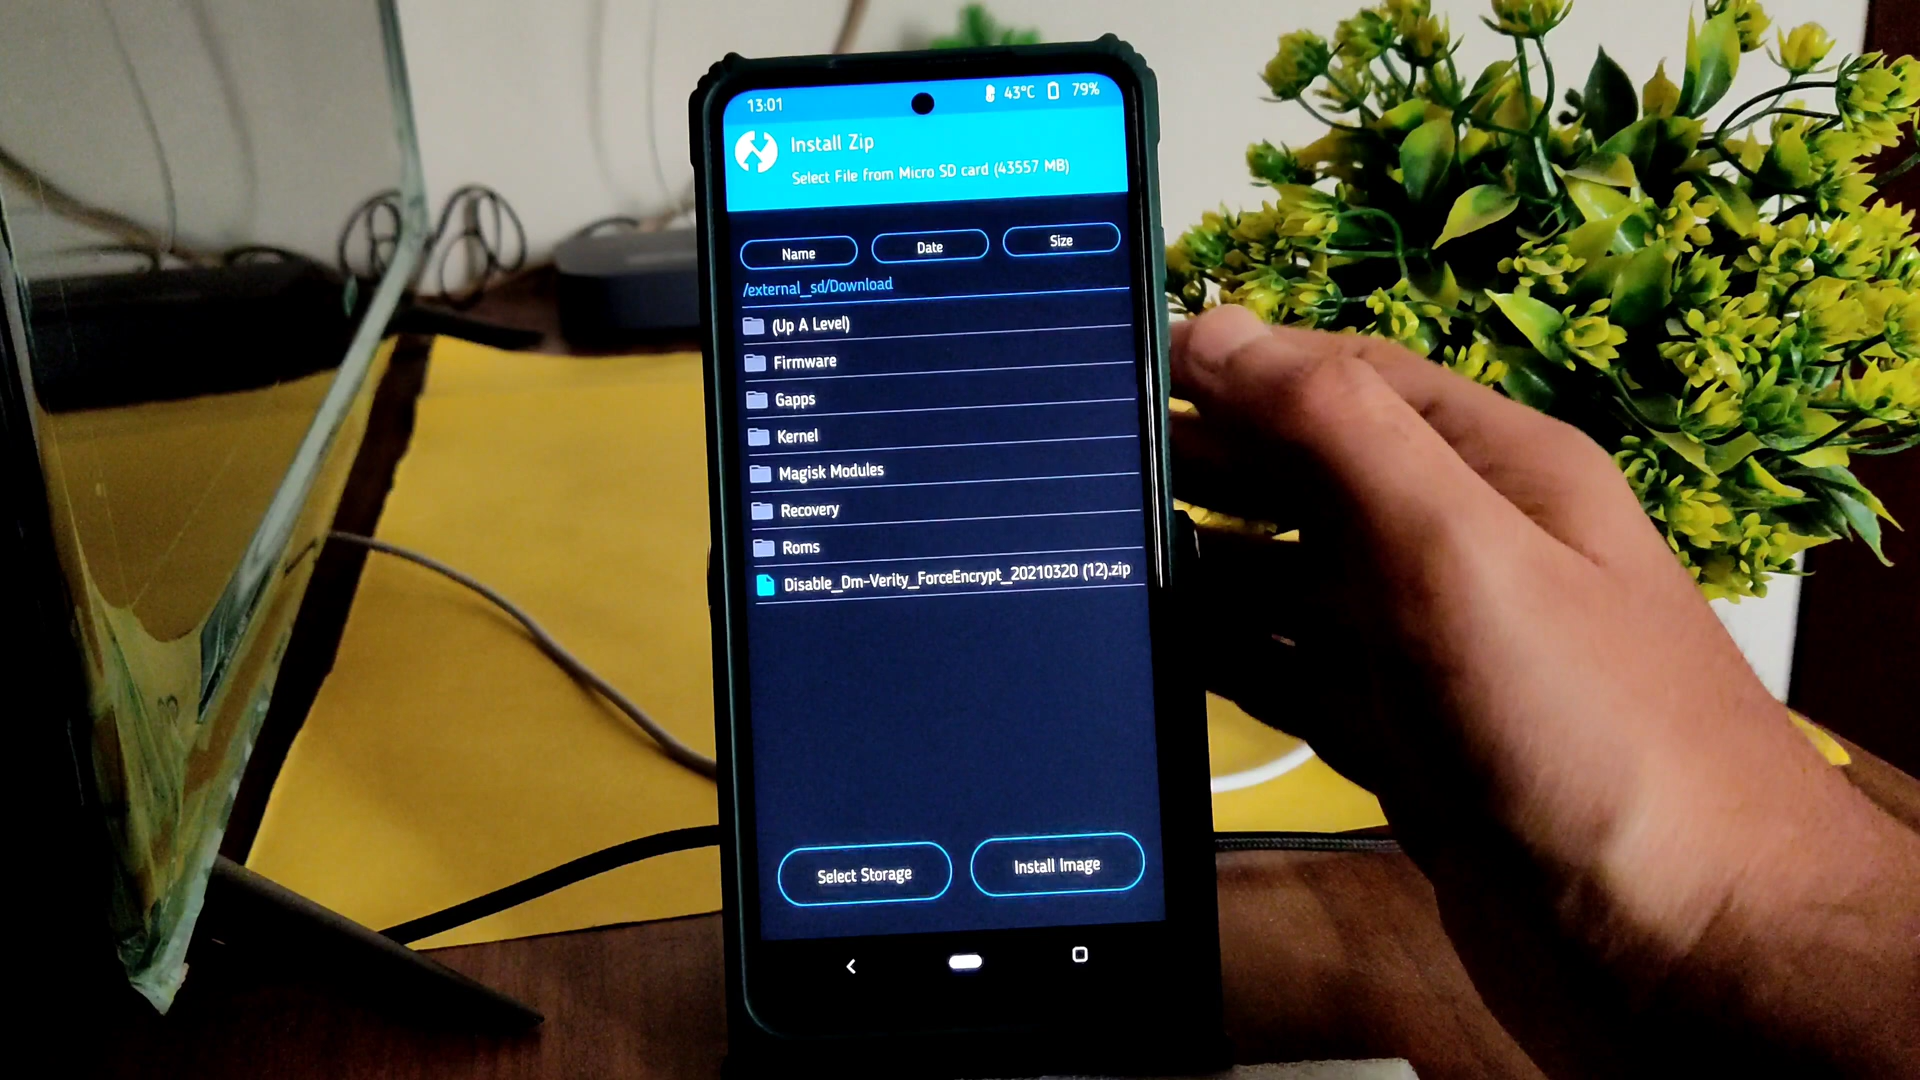 13:01 43°C 79%
Install Zip
Select File from Micro SD card (43557 MB)
Name Date Size
/external_sd/Download
(Up A Level)
Firmware
Gapps
Kernel
Magisk Modules
Recovery
Roms
Disable_Dm-Verity_ForceEncrypt_20210320 (12).zip
Select Storage Install Image